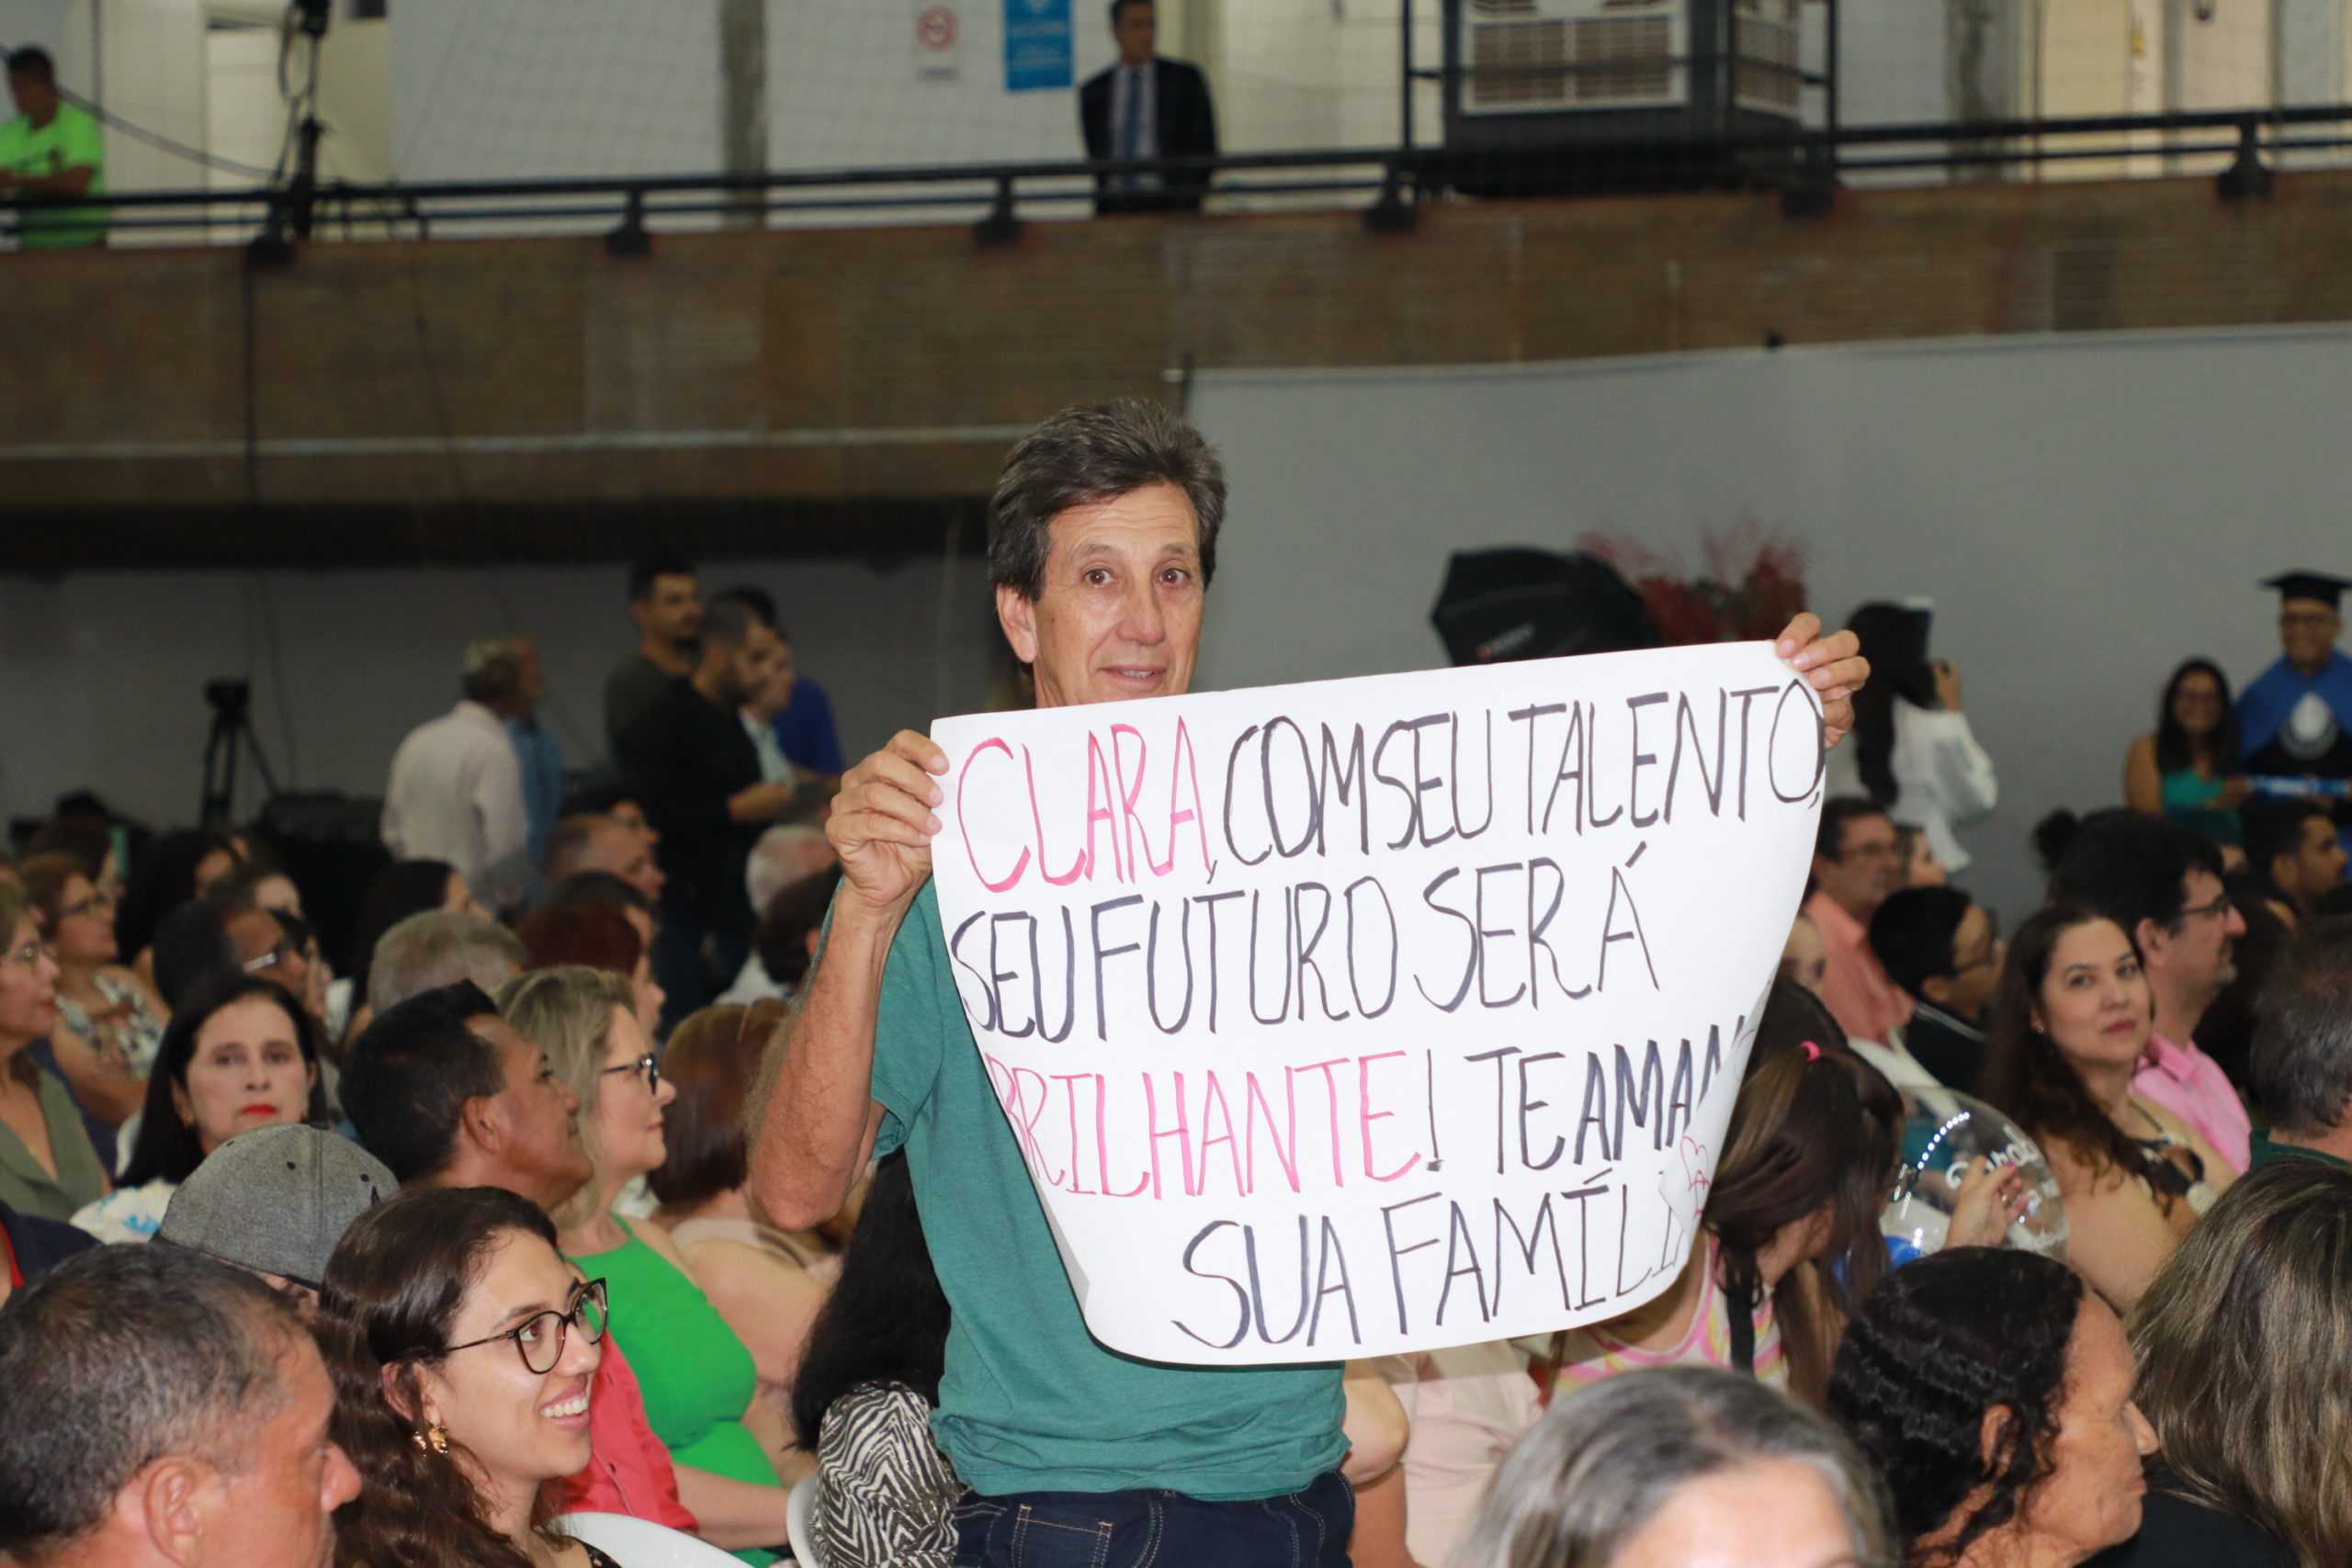 CLARA, COM SEU TALENTO,
SEU FUTURO SERÁ
BRILHANTE! TE AMAM
SUA FAMÍLIA